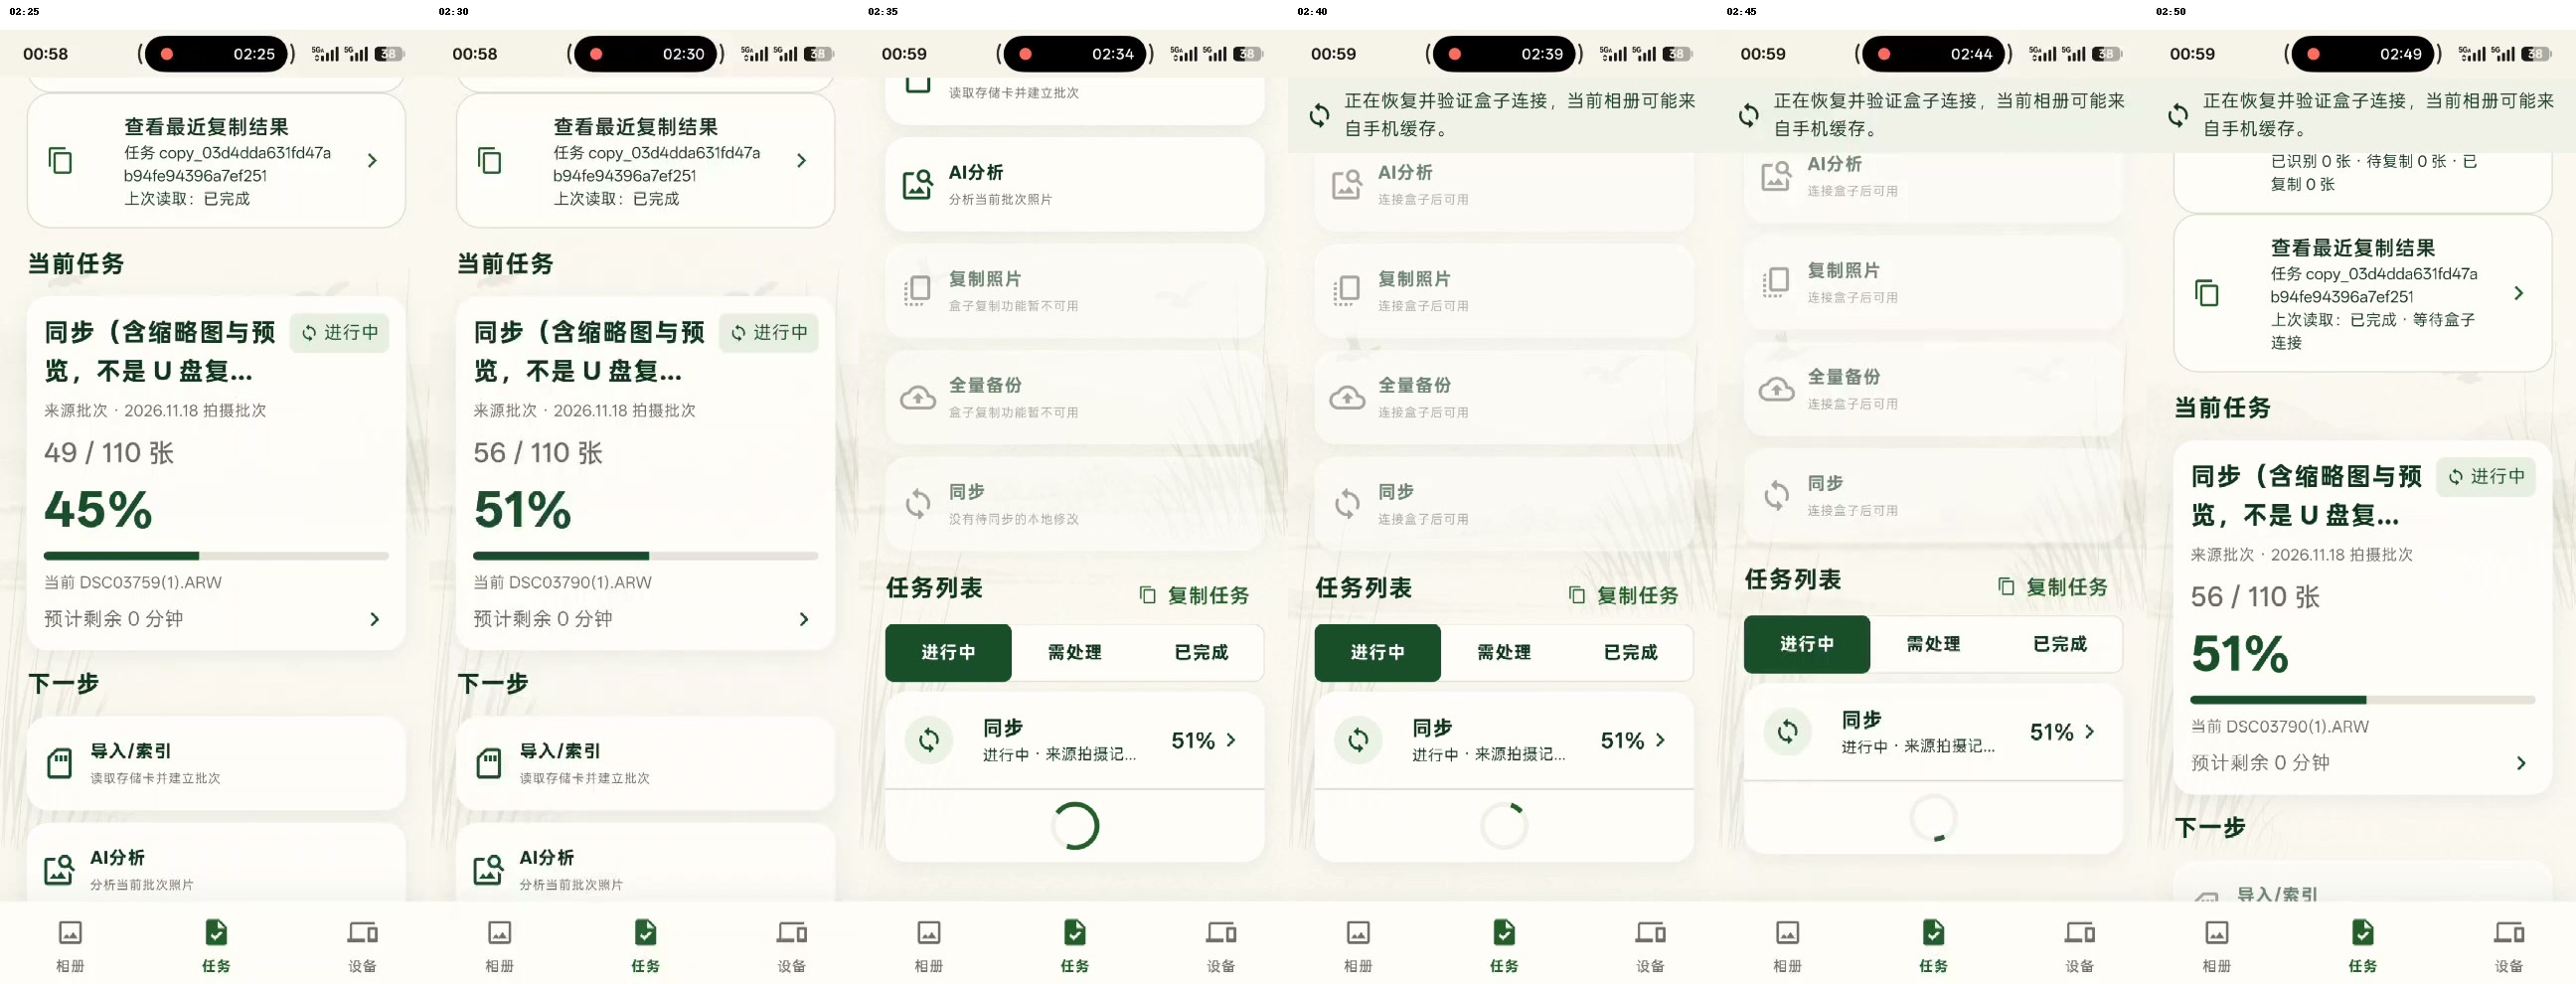 02:25
00:58
02:25
5GA
5G
38
查看最近复制结果
任务 copy_03d4dda631fd47a
b94fe94396a7ef251
上次读取：已完成
当前任务
同步（含缩略图与预
览，不是 U 盘复...
进行中
来源批次 · 2026.11.18 拍摄批次
49 / 110 张
45%
当前 DSC03759(1).ARW
预计剩余 0 分钟
下一步
导入/索引
读取存储卡并建立批次
AI分析
分析当前批次照片
相册
任务
设备
02:30
00:58
02:30
5GA
5G
38
查看最近复制结果
任务 copy_03d4dda631fd47a
b94fe94396a7ef251
上次读取：已完成
当前任务
同步（含缩略图与预
览，不是 U 盘复...
进行中
来源批次 · 2026.11.18 拍摄批次
56 / 110 张
51%
当前 DSC03790(1).ARW
预计剩余 0 分钟
下一步
导入/索引
读取存储卡并建立批次
AI分析
分析当前批次照片
相册
任务
设备
02:35
00:59
02:34
5GA
5G
38
读取存储卡并建立批次
AI分析
分析当前批次照片
复制照片
盒子复制功能暂不可用
全量备份
盒子复制功能暂不可用
同步
没有待同步的本地修改
任务列表
复制任务
进行中
需处理
已完成
同步
进行中 · 来源拍摄记...
51%
相册
任务
设备
02:40
00:59
02:39
5GA
5G
38
正在恢复并验证盒子连接，当前相册可能来
自手机缓存。
AI分析
连接盒子后可用
复制照片
连接盒子后可用
全量备份
连接盒子后可用
同步
连接盒子后可用
任务列表
复制任务
进行中
需处理
已完成
同步
进行中 · 来源拍摄记...
51%
相册
任务
设备
02:45
00:59
02:44
5GA
5G
38
正在恢复并验证盒子连接，当前相册可能来
自手机缓存。
AI分析
连接盒子后可用
复制照片
连接盒子后可用
全量备份
连接盒子后可用
同步
连接盒子后可用
任务列表
复制任务
进行中
需处理
已完成
同步
进行中 · 来源拍摄记...
51%
相册
任务
设备
02:50
00:59
02:49
5GA
5G
38
正在恢复并验证盒子连接，当前相册可能来
自手机缓存。
已识别 0 张 · 待复制 0 张 · 已
复制 0 张
查看最近复制结果
任务 copy_03d4dda631fd47a
b94fe94396a7ef251
上次读取：已完成 · 等待盒子
连接
当前任务
同步（含缩略图与预
览，不是 U 盘复...
进行中
来源批次 · 2026.11.18 拍摄批次
56 / 110 张
51%
当前 DSC03790(1).ARW
预计剩余 0 分钟
下一步
导入/索引
相册
任务
设备